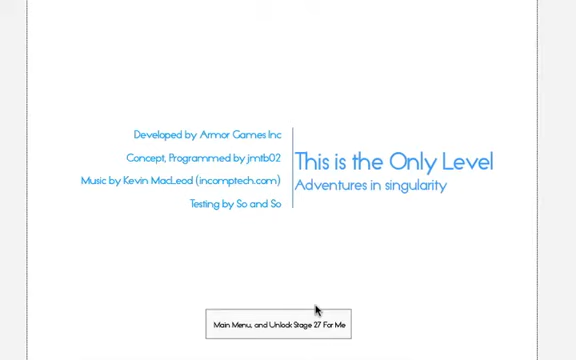 Developed by Armor Games Inc
Concept, Programmed by jmtb02
Music by Kevin MacLeod (incomptech.com)
Testing by So and So
This is the Only Level
Adventures in singularity
Main Menu, and Unlock Stage 27 For Me